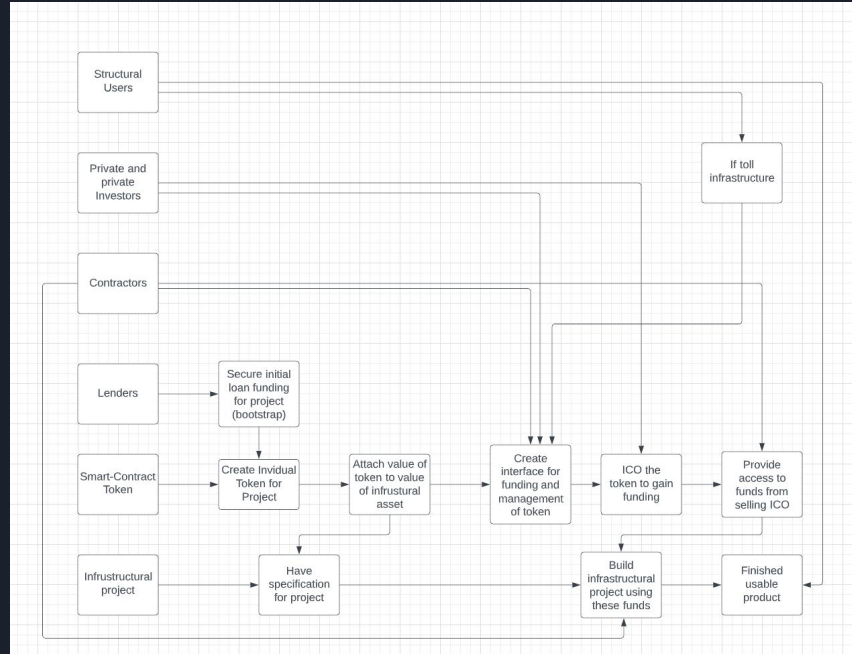 Structural
Users
If toll
infrastructure
Private and
private
Investors
Contractors
Lenders
Secure initial
loan funding
for project
(bootstrap)
Smart-Contract
Token
Create Invidual
Token for
Project
Attach value of
token to value
of infrustural
asset
Create
interface for
funding and
management
of token
ICO the
token to gain
funding
Provide
access to
funds from
selling ICO
Infrustructural
project
Have
specification
for project
Build
infrastructural
project using
these funds
Finished
usable
product